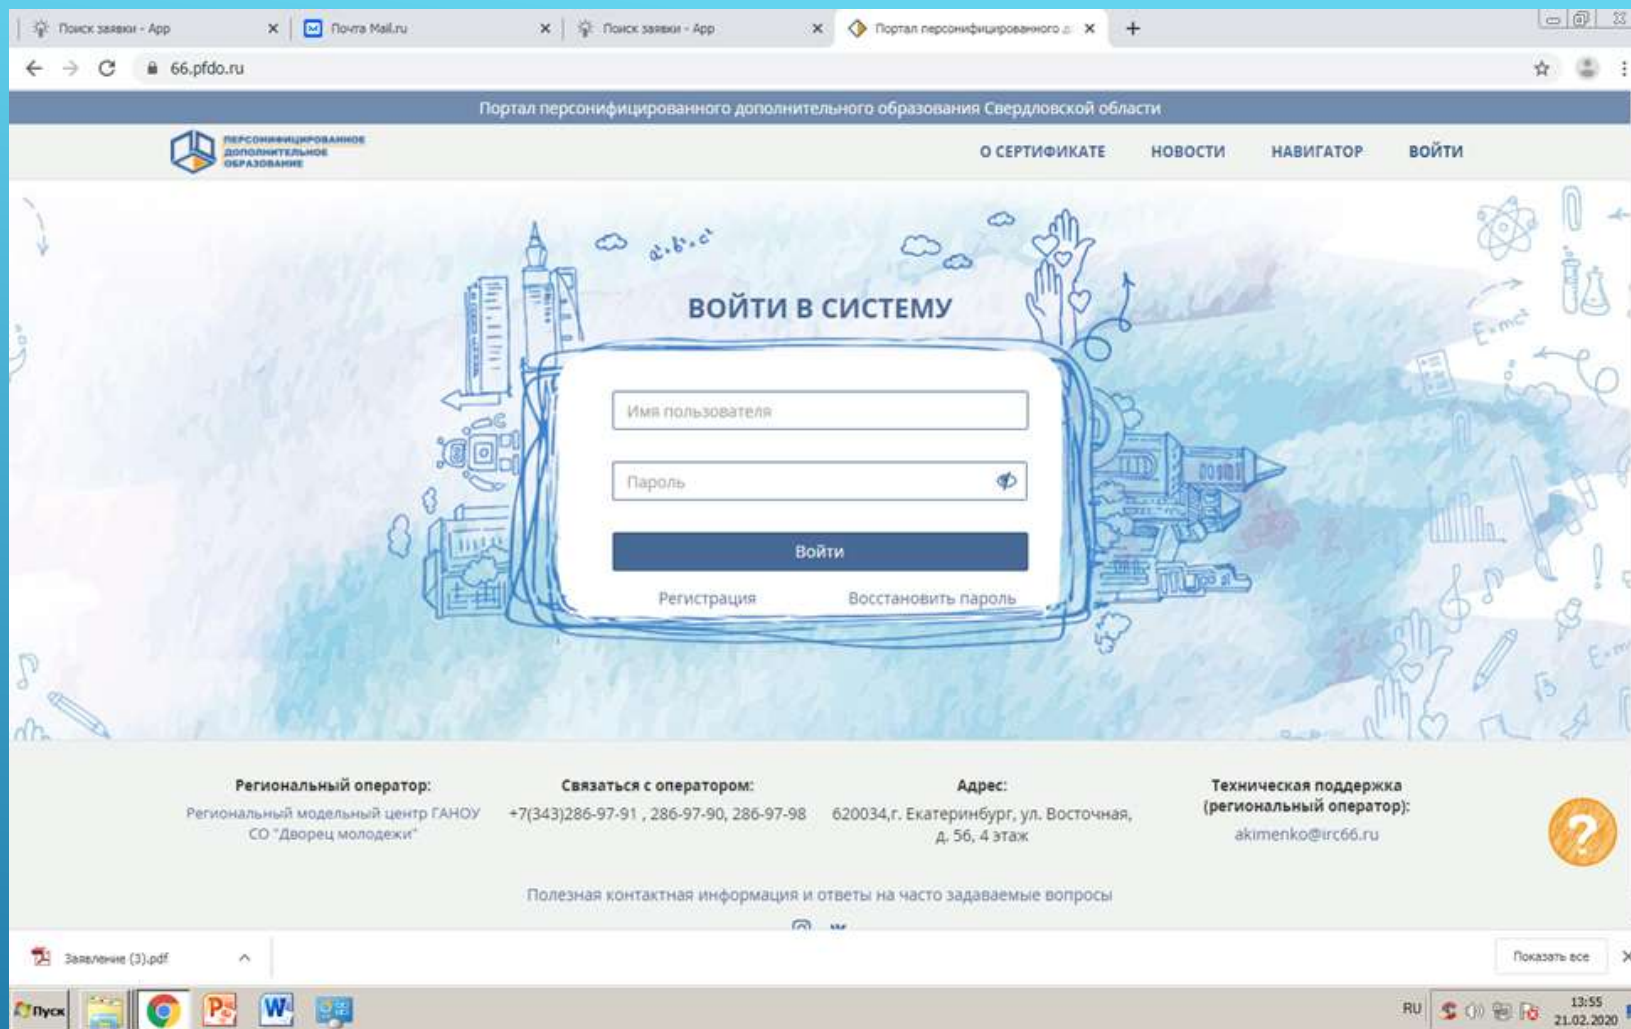 Поиск заявки - App
Почта Mail.ru
Поиск заявки - App
Портал персонифицированного д
66.pfdo.ru
Портал персонифицированного дополнительного образования Свердловской области
ПЕРСОНИФИЦИРОВАННОЕ
ДОПОЛНИТЕЛЬНОЕ
ОБРАЗОВАНИЕ
О СЕРТИФИКАТЕ НОВОСТИ НАВИГАТОР ВОЙТИ
ВОЙТИ В СИСТЕМУ
Имя пользователя
Пароль
Войти
Регистрация Восстановить пароль
E=mc²
Региональный оператор:
Региональный модельный центр ГАНОУ
СО "Дворец молодежи"
Связаться с оператором:
+7(343)286-97-91 , 286-97-90, 286-97-98
Адрес:
620034,г. Екатеринбург, ул. Восточная,
д. 56, 4 этаж
Техническая поддержка
(региональный оператор):
akimenko@irc66.ru
?
Полезная контактная информация и ответы на часто задаваемые вопросы
Заявление (3).pdf
Показать все
Пуск
RU
13:55
21.02.2020